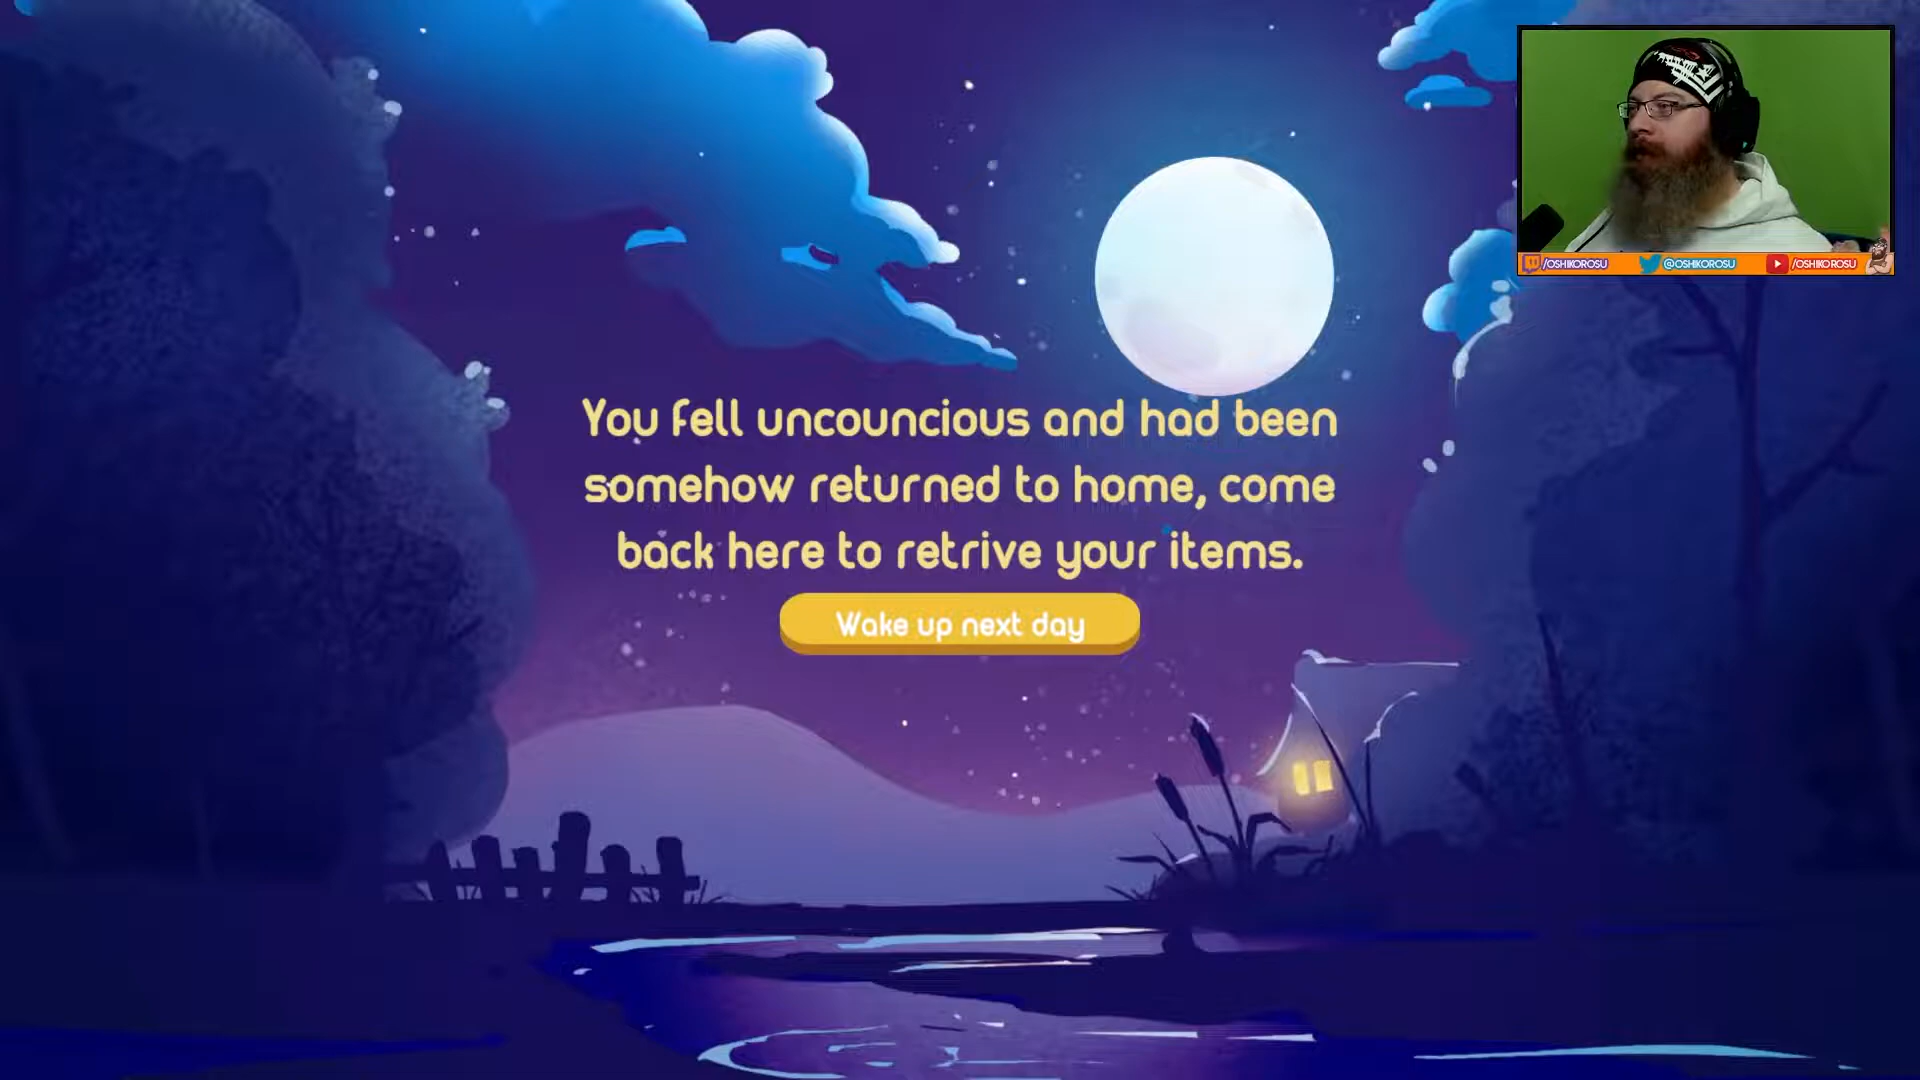 /OSHIKOROSU @OSHIKOROSU /OSHIKOROSU
You fell uncouncious and had been
somehow returned to home, come
back here to retrive your items.
Wake up next day